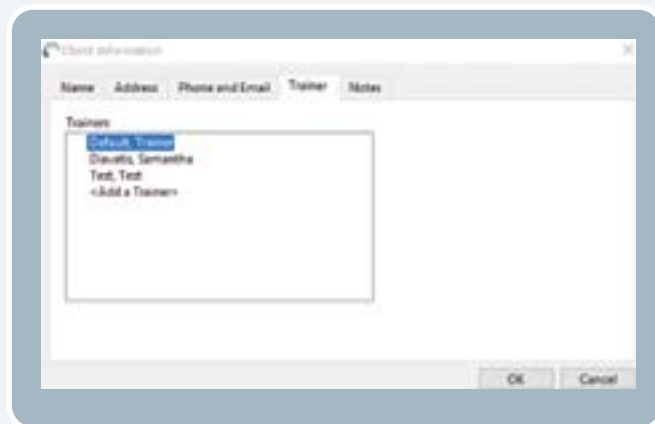 Client Information
Name Address Phone and Email Trainer Notes
Trainers
Default, Trainer
Samantha
Test, Test
<Add a Trainer>
OK Cancel